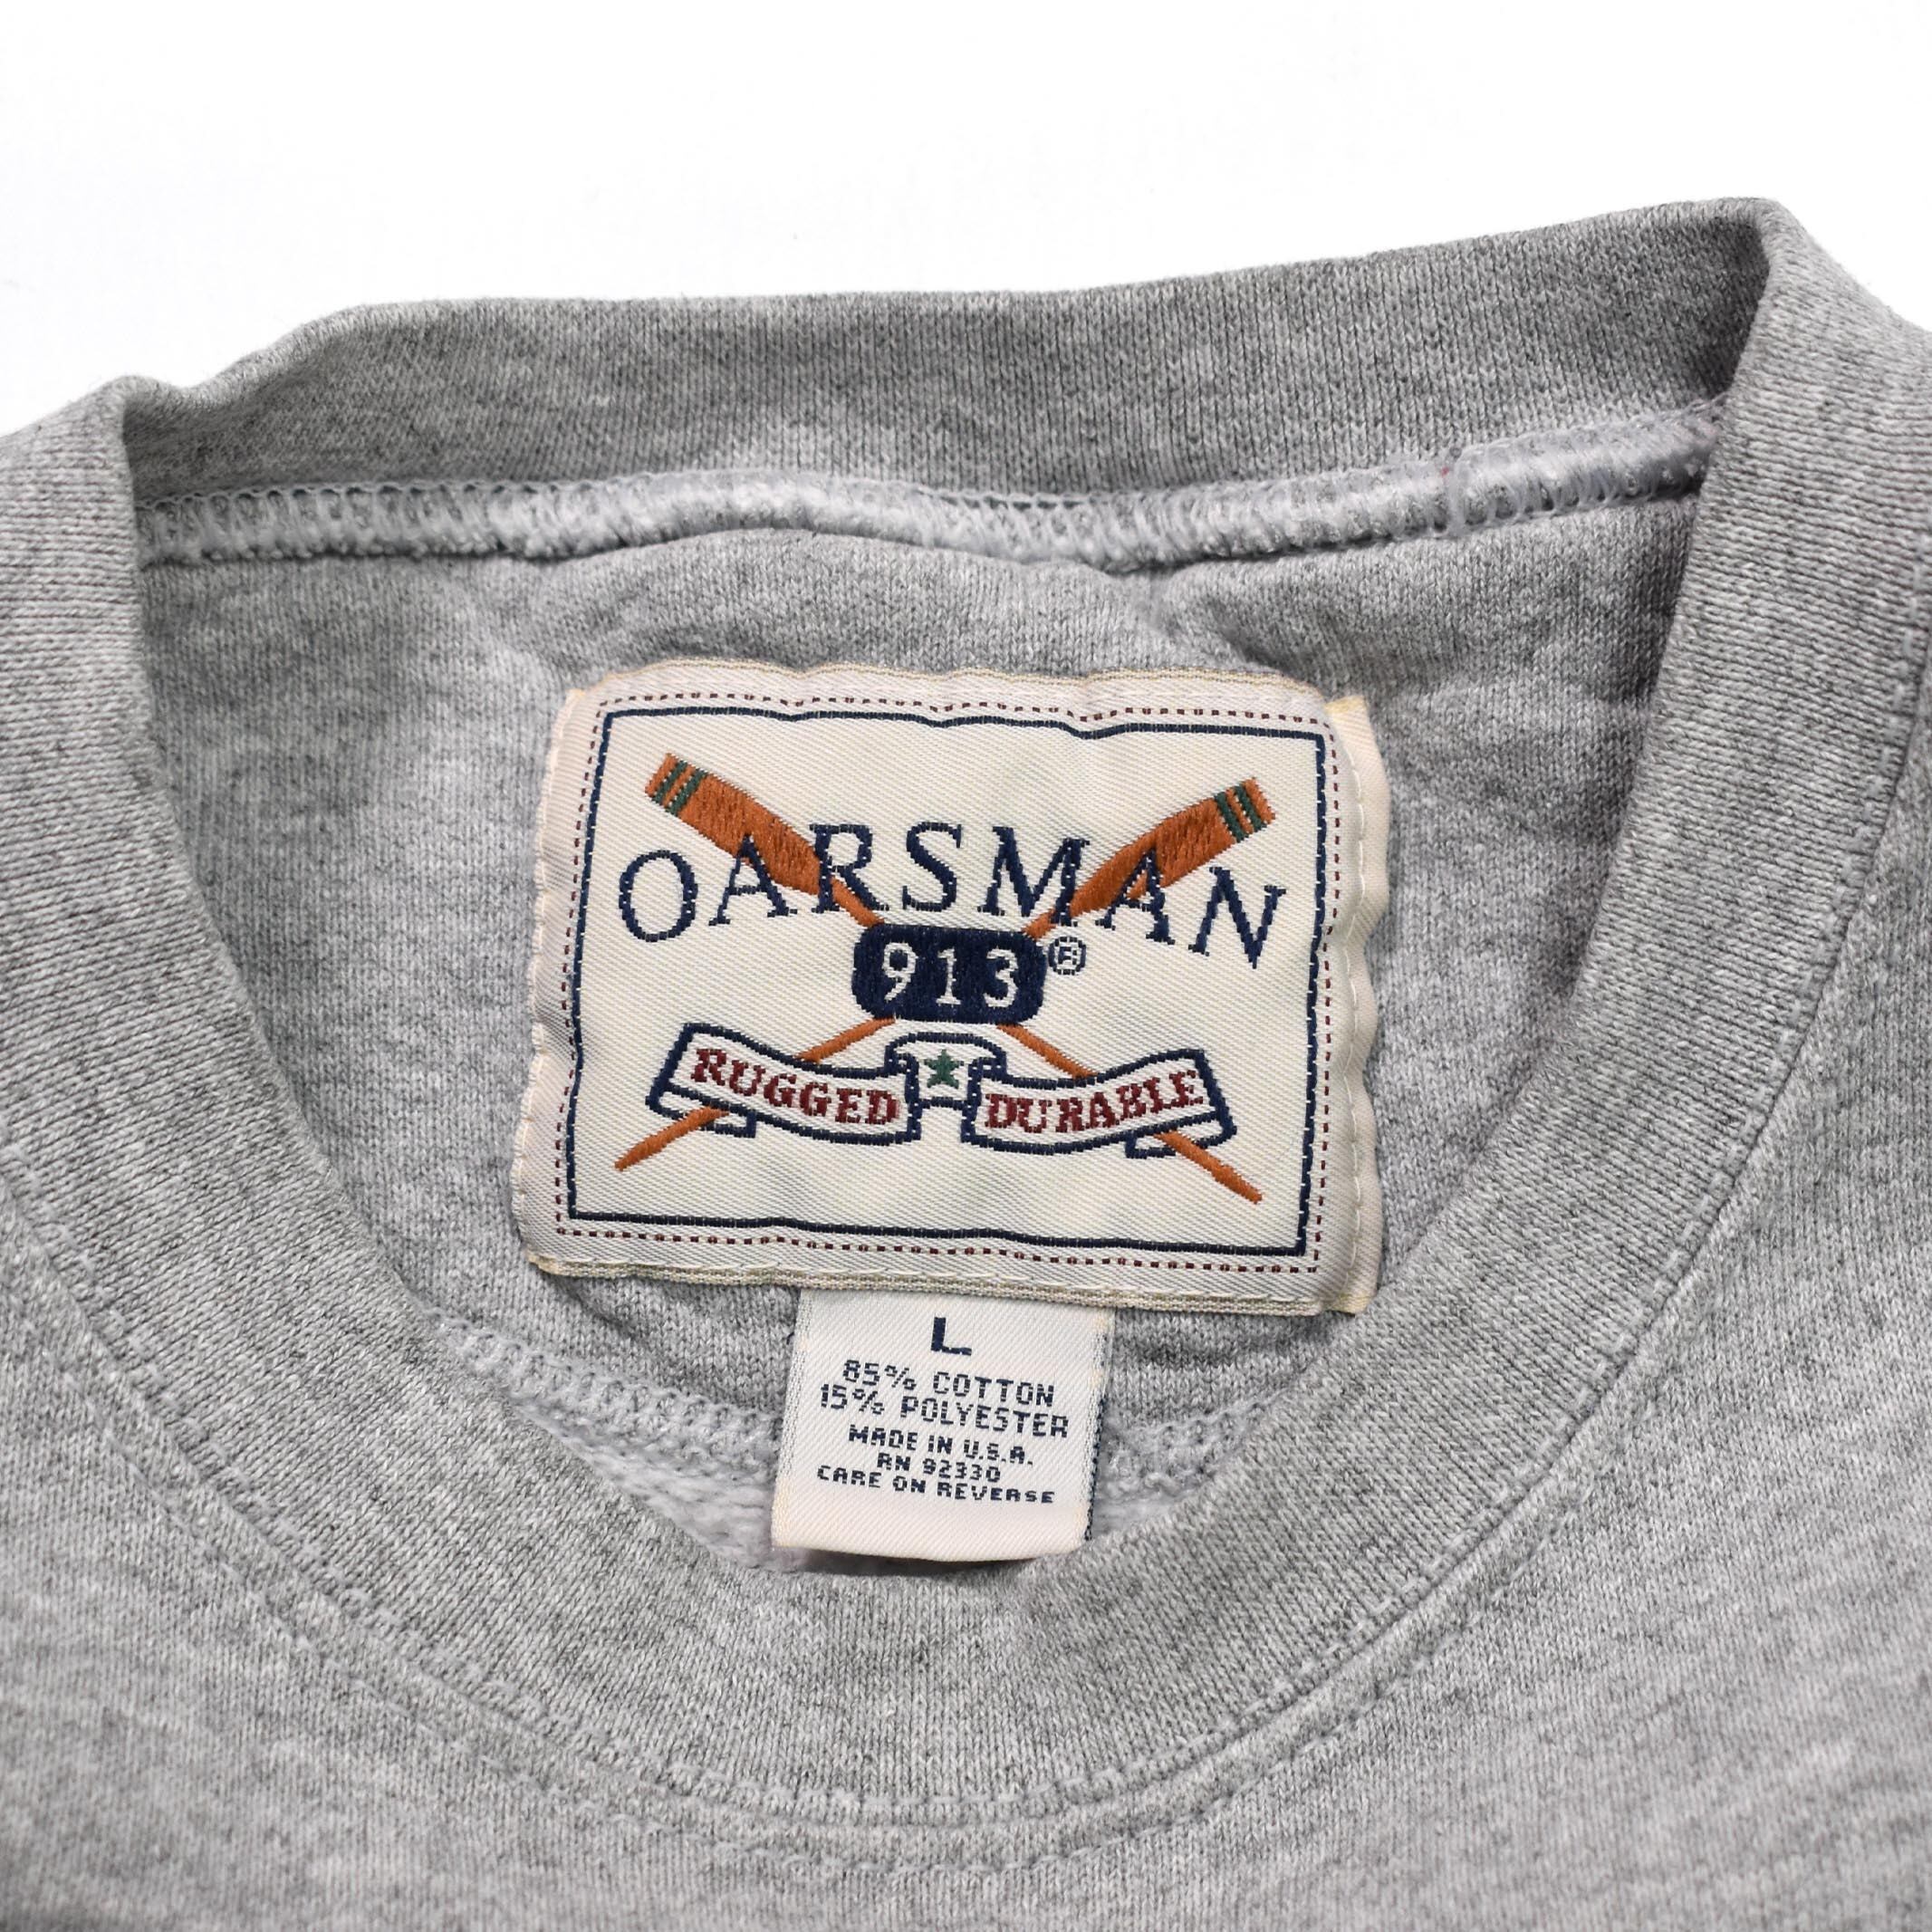 OARSMAN
913®
RUGGED DURABLE
L
85% COTTON
15% POLYESTER
MADE IN U.S.A.
RN 92330
CARE ON REVERSE